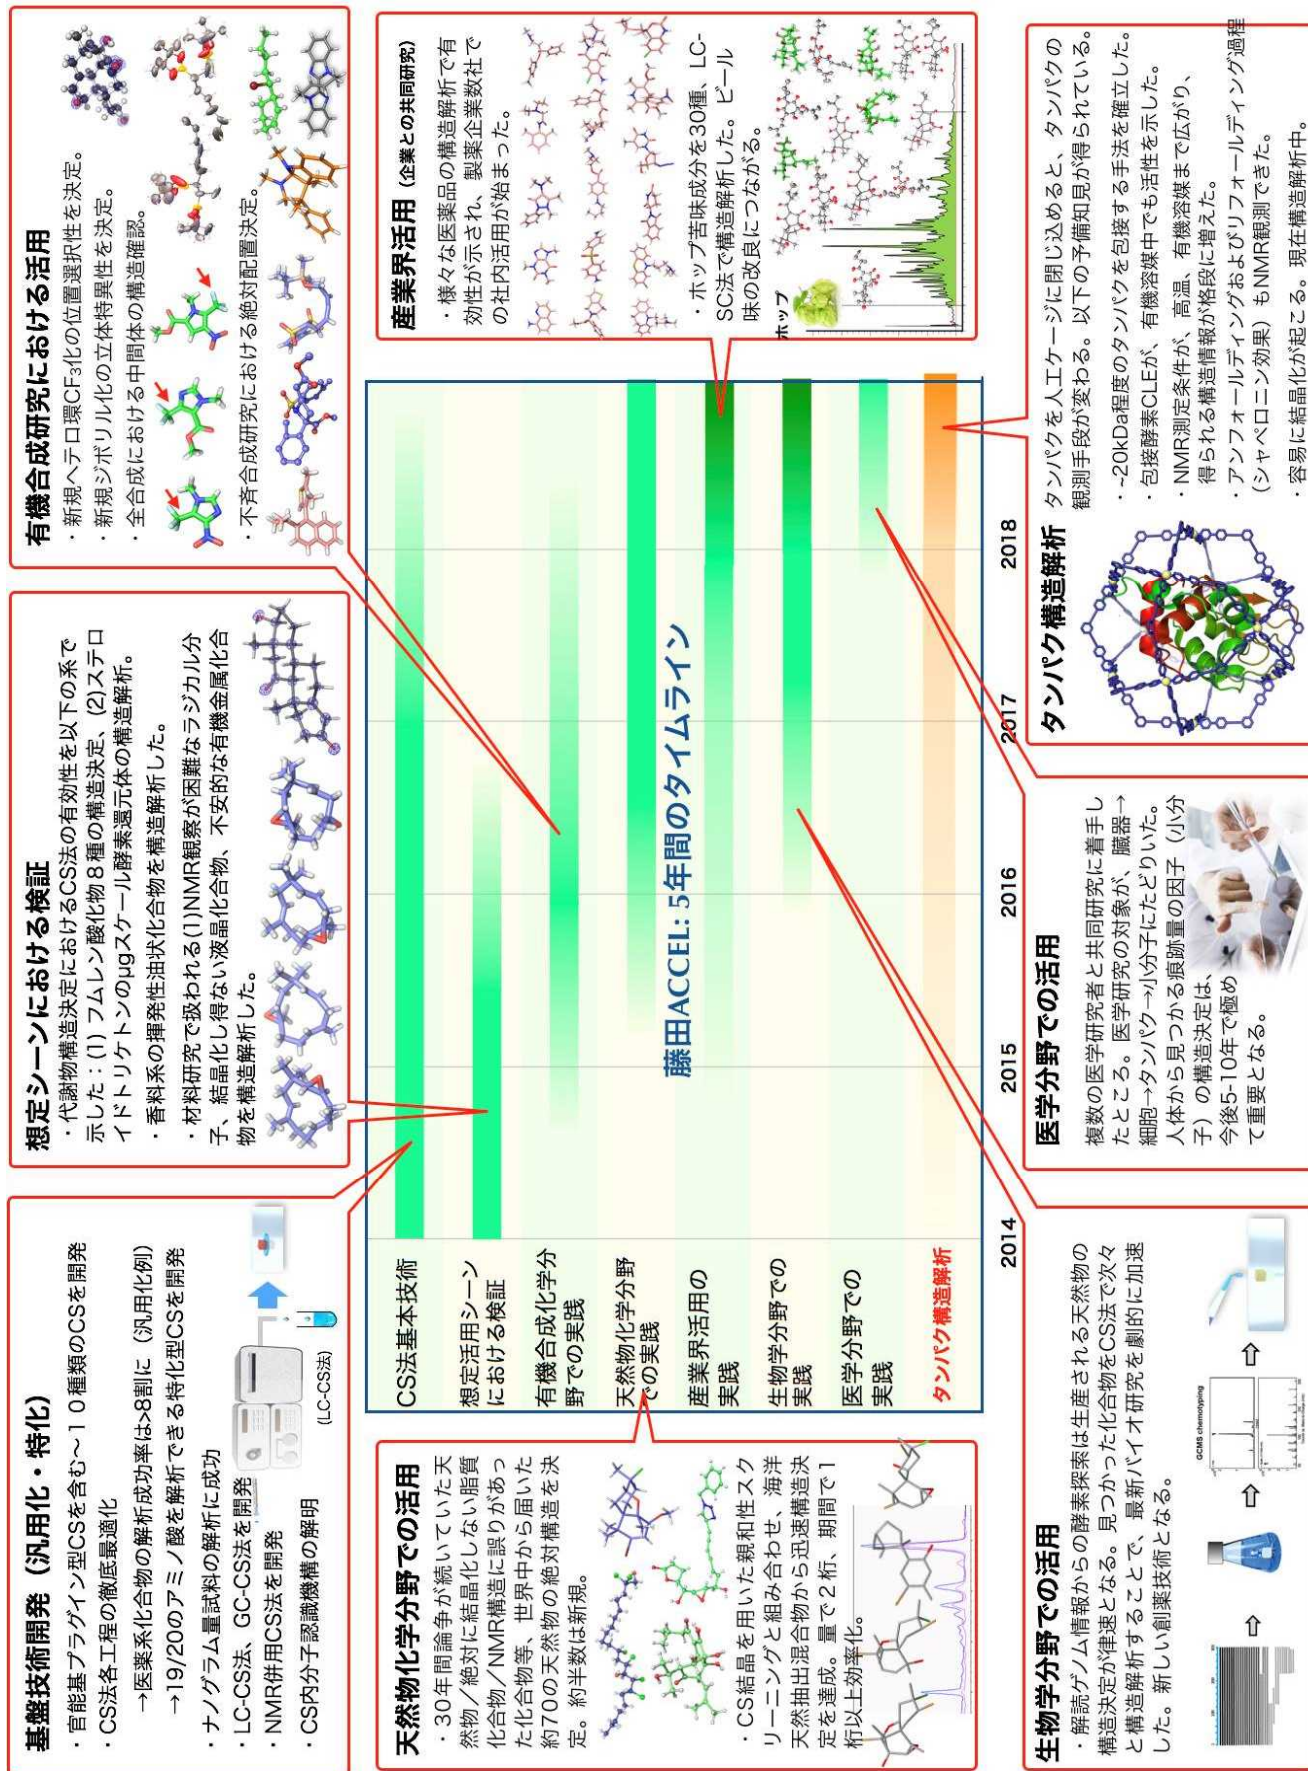 基盤技術開発（汎用化・特化）
・官能基プラグイン型CSを含む～１０種類のCSを開発
・CS法各工程の徹底最適化
→医薬系化合物の解析成功率は>8割に（汎用化例）
→19/20のアミノ酸を解析できる特化型CSを開発
・ナノグラム量試料の解析に成功
・LC-CS法、GC-CS法を開発
・NMR併用CS法を開発
・CS内分子認識機構の解明
(LC-CS法)
想定シーンにおける検証
・代謝物構造決定におけるCS法の有効性を以下の系で
示した：(1) フムレン酸化物８種の構造決定、(2)ステロ
イドトリケトンのμgスケール酵素還元体の構造解析。
・香料系の揮発性油状化合物を構造解析した。
・材料研究で扱われる(1)NMR観察が困難なラジカル分
子、結晶化し得ない液晶化合物、不安的な有機金属化合
物を構造解析した。
有機合成研究における活用
・新規ヘテロ環CF₃化の位置選択性を決定。
・新規ジボリル化の立体特異性を決定。
・全合成における中間体の構造確認。
・不斉合成研究における絶対配置決定。
天然物化学分野での活用
・30年間論争が続いていた天
然物／絶対に結晶化しない脂質
化合物／NMR構造に誤りがあっ
た化合物等、世界中から届いた
約70の天然物の絶対構造を決
定。約半数は新規。
・CS結晶を用いた親和性スク
リーニングと組み合わせ、海洋
天然抽出混合物から迅速構造決
定を達成。量で２桁、期間で１
桁以上効率化。
CS法基本技術
想定活用シーン
における検証
有機合成化学分
野での実践
天然物化学分野
での実践
産業界活用の
実践
生物学分野での
実践
医学分野での
実践
タンパク構造解析
藤田ACCEL: 5年間のタイムライン
2014
2015
2016
2017
2018
産業界活用（企業との共同研究）
・様々な医薬品の構造解析で有
効性が示され、製薬企業数社で
の社内活用が始まった。
・ホップ苦味成分を30種、LC-
SC法で構造解析した。ビール
味の改良につながる。
ホップ
生物学分野での活用
・解読ゲノム情報からの酵素探索は生産される天然物の
構造決定が律速となる。見つかった化合物をCS法で次々
と構造解析することで、最新バイオ研究を劇的に加速
した。新しい創薬技術となる。
GCMS chemotyping
医学分野での活用
複数の医学研究者と共同研究に着手し
たところ。医学研究の対象が、臓器→
細胞→タンパク→小分子にたどりいた。
人体から見つかる痕跡量の因子（小分
子）の構造決定は、
今後5-10年で極め
て重要となる。
タンパク構造解析
タンパクを人工ケージに閉じ込めると、タンパクの
観測手段が変わる。以下の予備知見が得られている。
・~20kDa程度のタンパクを包接する手法を確立した。
・包接酵素CLEが、有機溶媒中でも活性を示した。
・NMR測定条件が、高温、有機溶媒まで広がり、
得られる構造情報が格段に増えた。
・アンフォールディングおよびリフォールディング過程
（シャペロニン効果）もNMR観測できた。
・容易に結晶化が起こる。現在構造解析中。